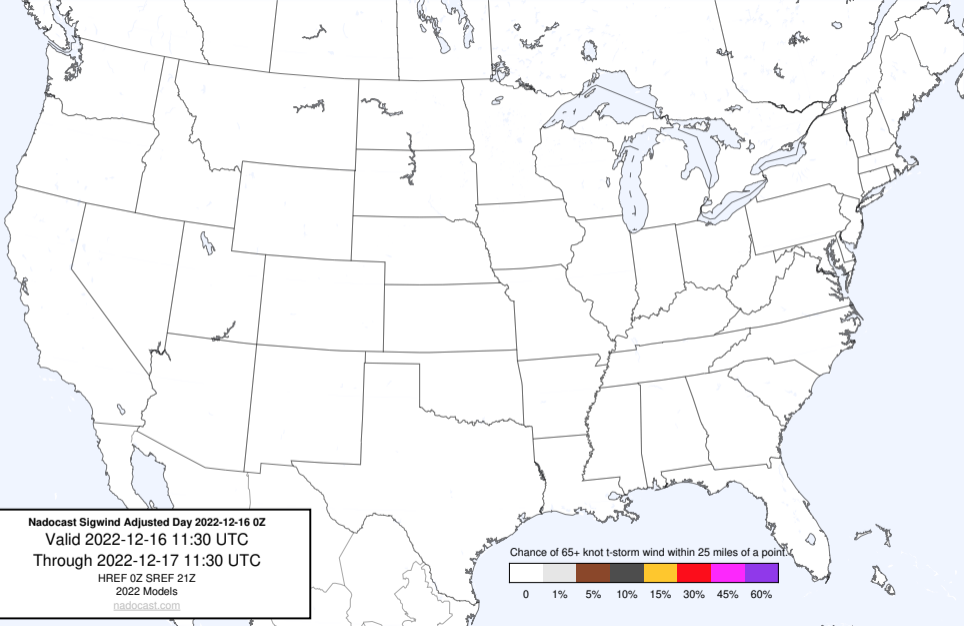 Nadocast Sigwind Adjusted Day 2022-12-16 0Z
Valid 2022-12-16 11:30 UTC
Through 2022-12-17 11:30 UTC
HREF 0Z SREF 21Z
2022 Models
nadocast.com
Chance of 65+ knot t-storm wind within 25 miles of a point.
0 1% 5% 10% 15% 30% 45% 60%